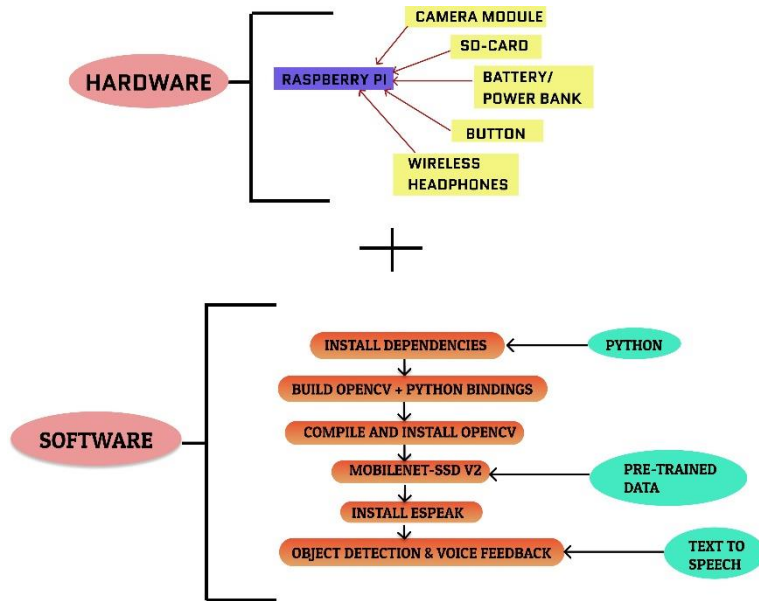 CAMERA MODULE
SD-CARD
HARDWARE
RASPBERRY PI
BATTERY/
POWER BANK
BUTTON
WIRELESS
HEADPHONES
INSTALL DEPENDENCIES
PYTHON
BUILD OPENCV + PYTHON BINDINGS
SOFTWARE
COMPILE AND INSTALL OPENCV
MOBILENET-SSD V2
PRE-TRAINED
DATA
INSTALL ESPEAK
OBJECT DETECTION & VOICE FEEDBACK
TEXT TO
SPEECH